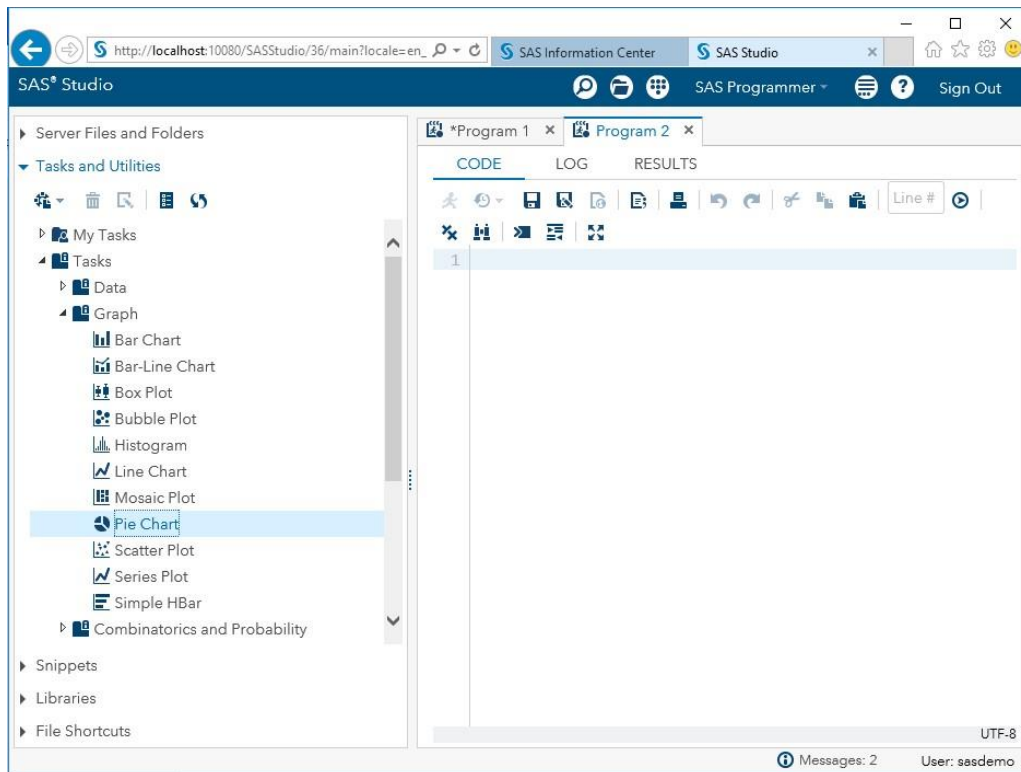 http://localhost:10080/SASStudio/36/main?locale=en_ SAS Information Center SAS Studio
SAS® Studio SAS Programmer Sign Out
Server Files and Folders
Tasks and Utilities
My Tasks
Tasks
Data
Graph
Bar Chart
Bar-Line Chart
Box Plot
Bubble Plot
Histogram
Line Chart
Mosaic Plot
Pie Chart
Scatter Plot
Series Plot
Simple HBar
Combinatorics and Probability
Snippets
Libraries
File Shortcuts
*Program 1 Program 2
CODE LOG RESULTS
Line #
1
UTF-8
Messages: 2 User: sasdemo